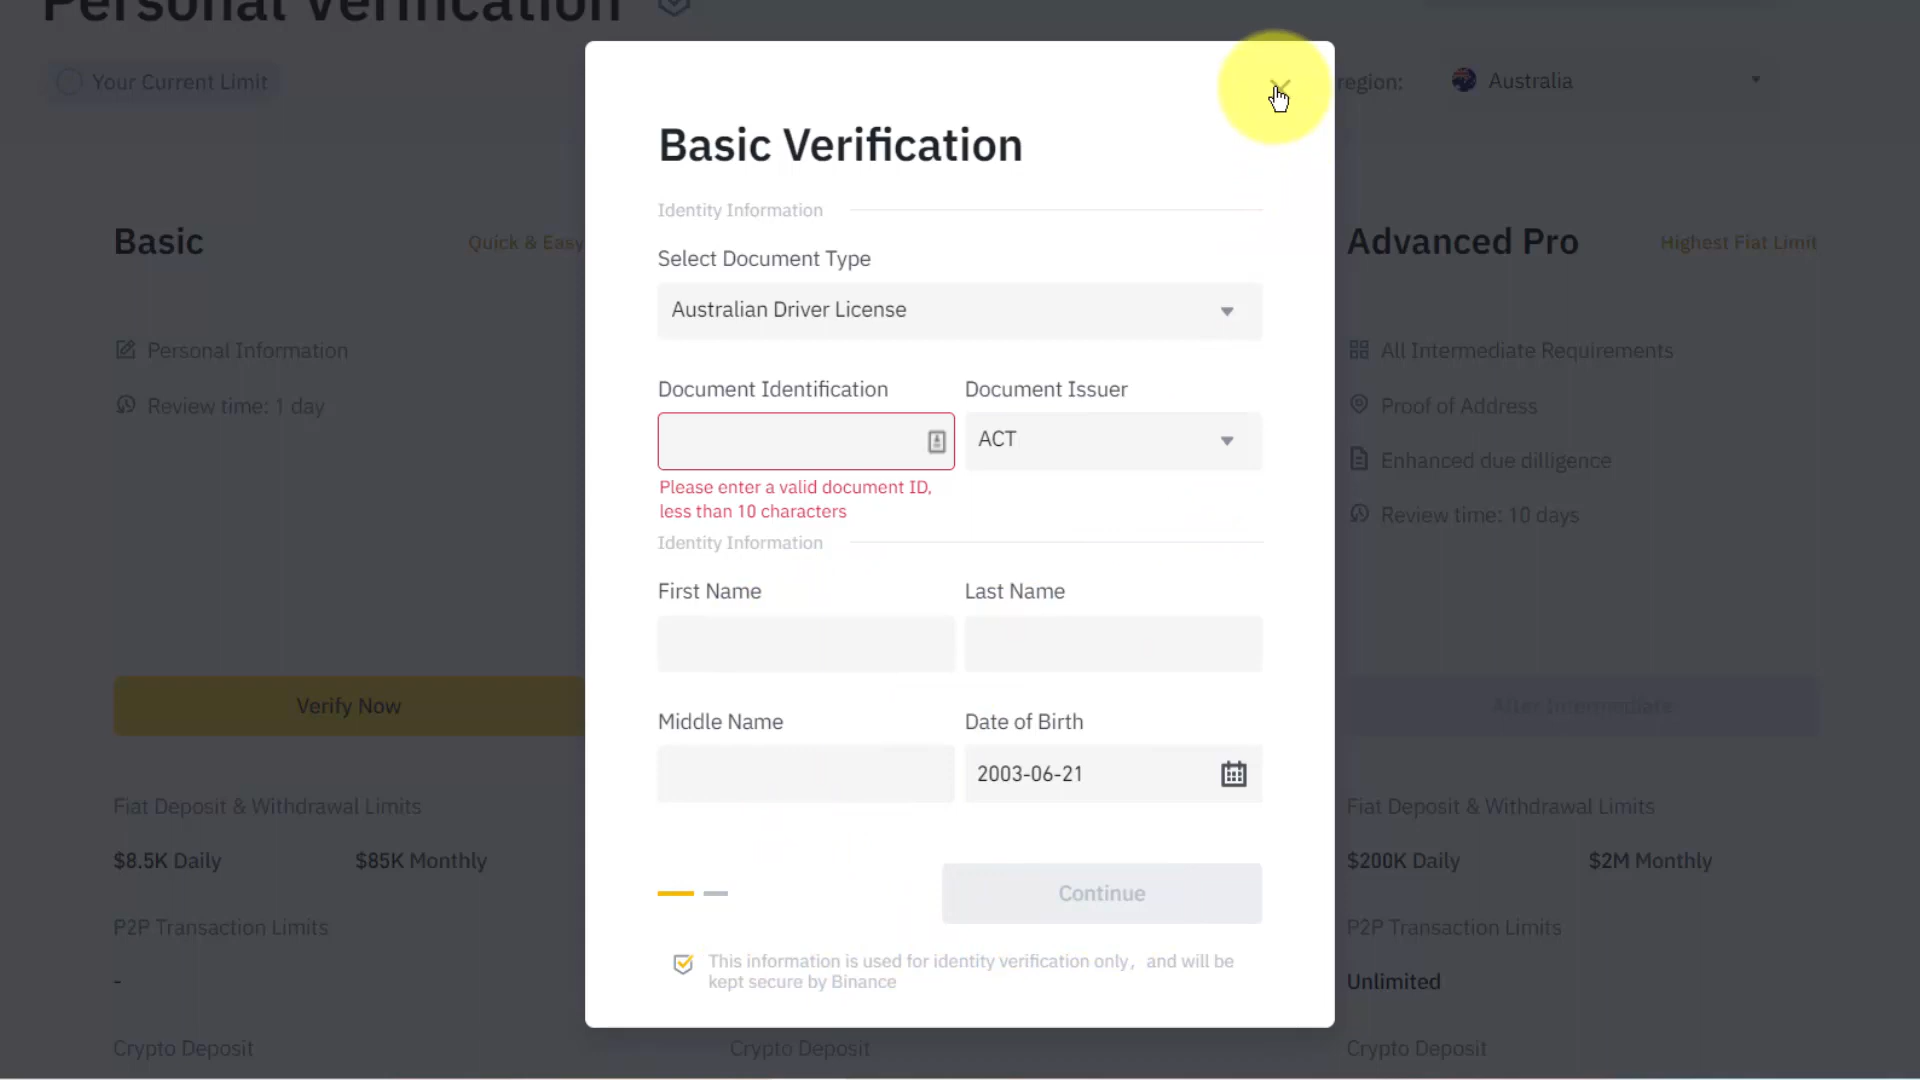 Personal Verification
Your Current Limit
region:
Australia
Basic Verification
Identity Information
Select Document Type
Basic
Quick & Easy
Advanced Pro
Highest Fiat Limit
Australian Driver License
Personal Information
All Intermediate Requirements
Document Identification
Document Issuer
Review time: 1 day
Proof of Address
ACT
Enhanced due dilligence
Please enter a valid document ID,
less than 10 characters
Review time: 10 days
Identity Information
First Name
Last Name
Verify Now
After Intermediate
Middle Name
Date of Birth
2003-06-21
Fiat Deposit & Withdrawal Limits
Fiat Deposit & Withdrawal Limits
$8.5K Daily
$85K Monthly
$200K Daily
$2M Monthly
Continue
P2P Transaction Limits
P2P Transaction Limits
This information is used for identity verification only, and will be
kept secure by Binance
-
Unlimited
Crypto Deposit
Crypto Deposit
Crypto Deposit